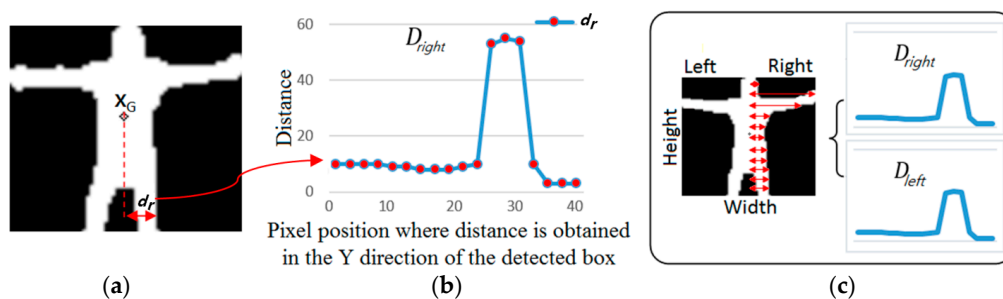 X_G
d_r
(a)
D_right
d_r
60
40
20
0
Distance
0
10
20
30
40
Pixel position where distance is obtained
in the Y direction of the detected box
(b)
Left
Right
Height
Width
D_right
D_left
(c)